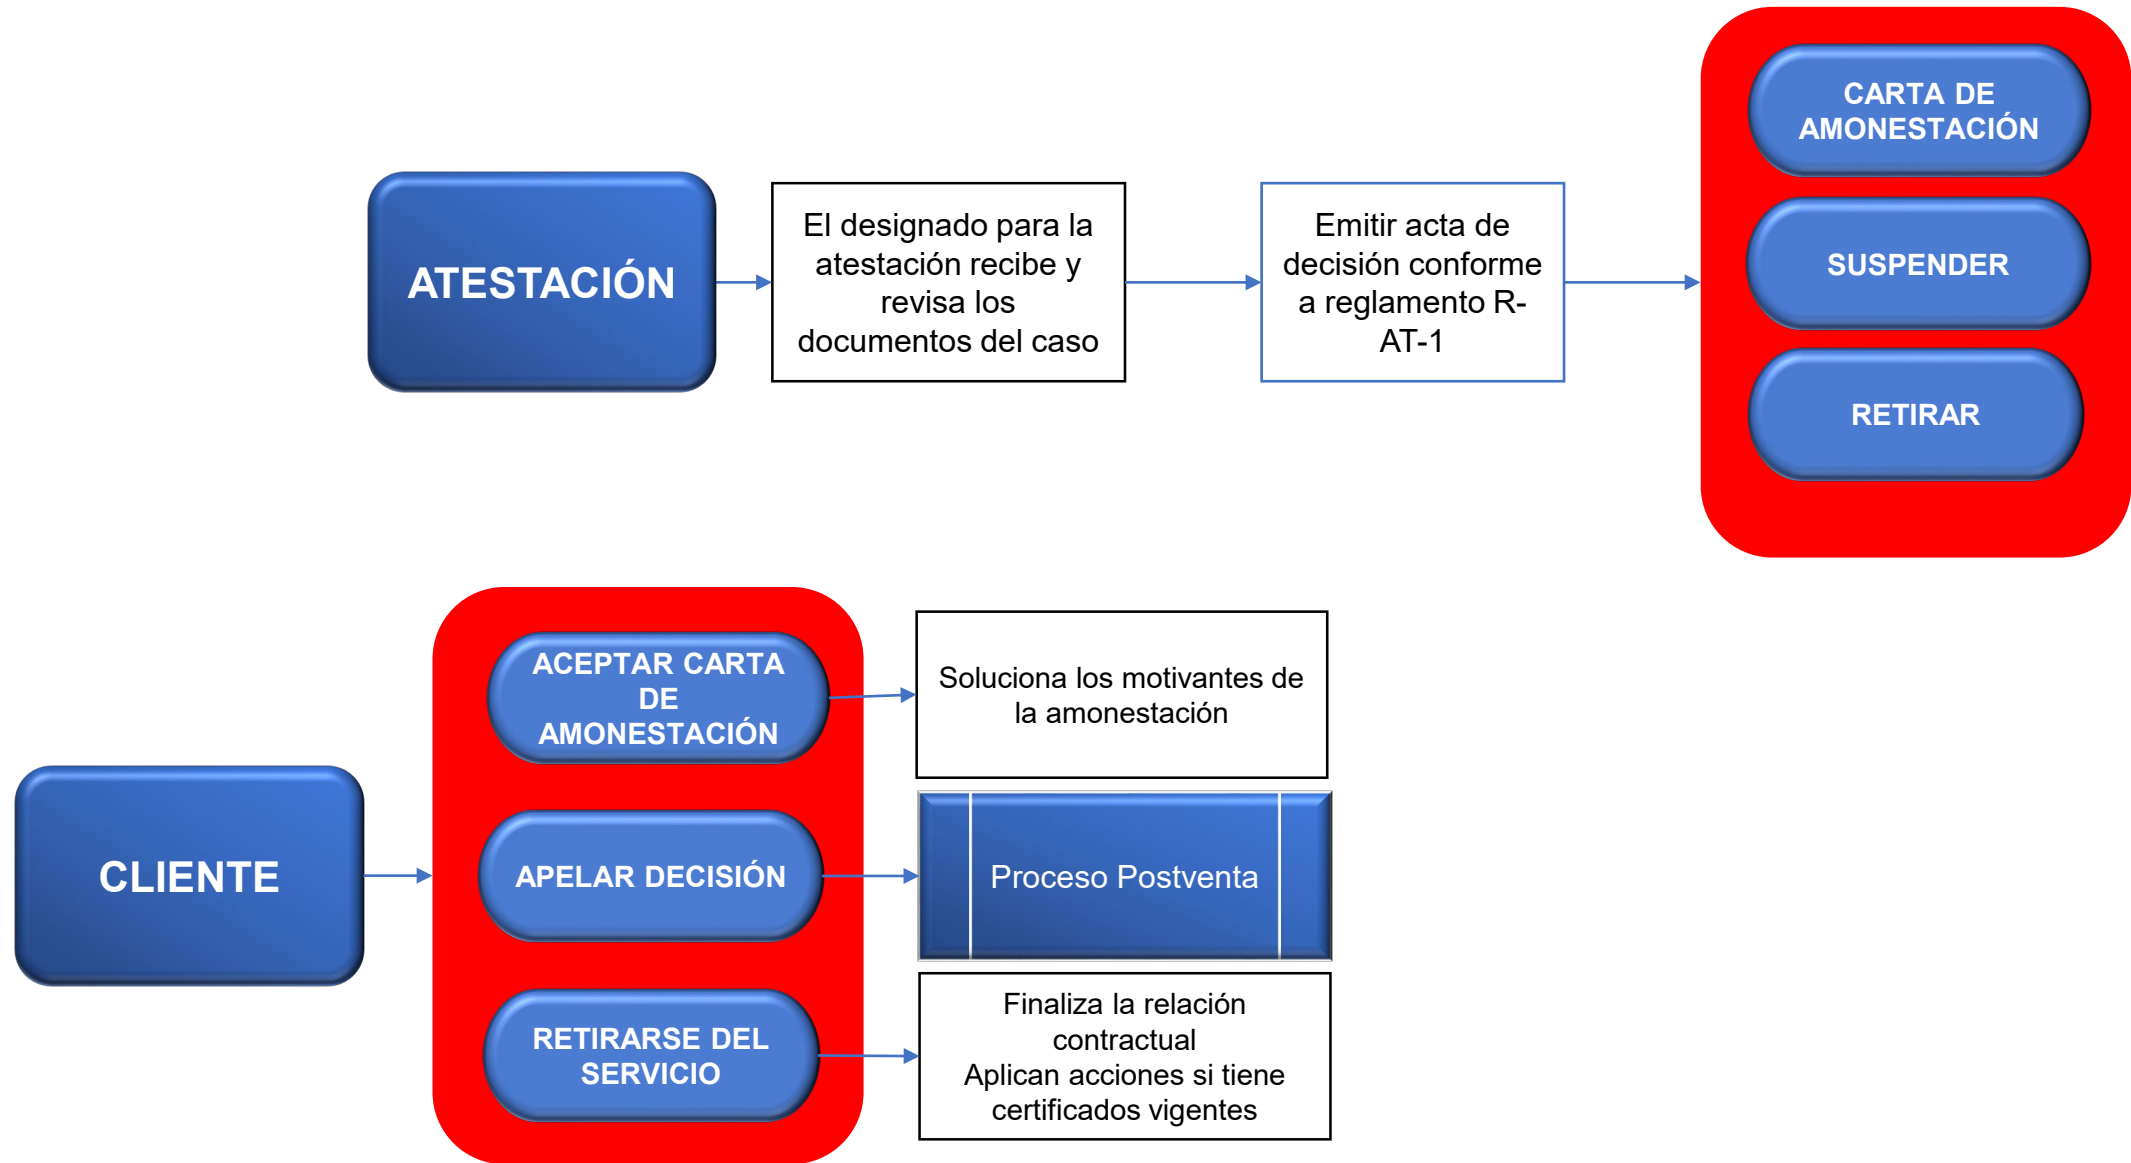 ATESTACIÓN
El designado para la
atestación recibe y
revisa los
documentos del caso
Emitir acta de
decisión conforme
a reglamento R-
AT-1
CARTA DE
AMONESTACIÓN
SUSPENDER
RETIRAR
CLIENTE
ACEPTAR CARTA
DE
AMONESTACIÓN
Soluciona los motivantes de
la amonestación
APELAR DECISIÓN
Proceso Postventa
RETIRARSE DEL
SERVICIO
Finaliza la relación
contractual
Aplican acciones si tiene
certificados vigentes